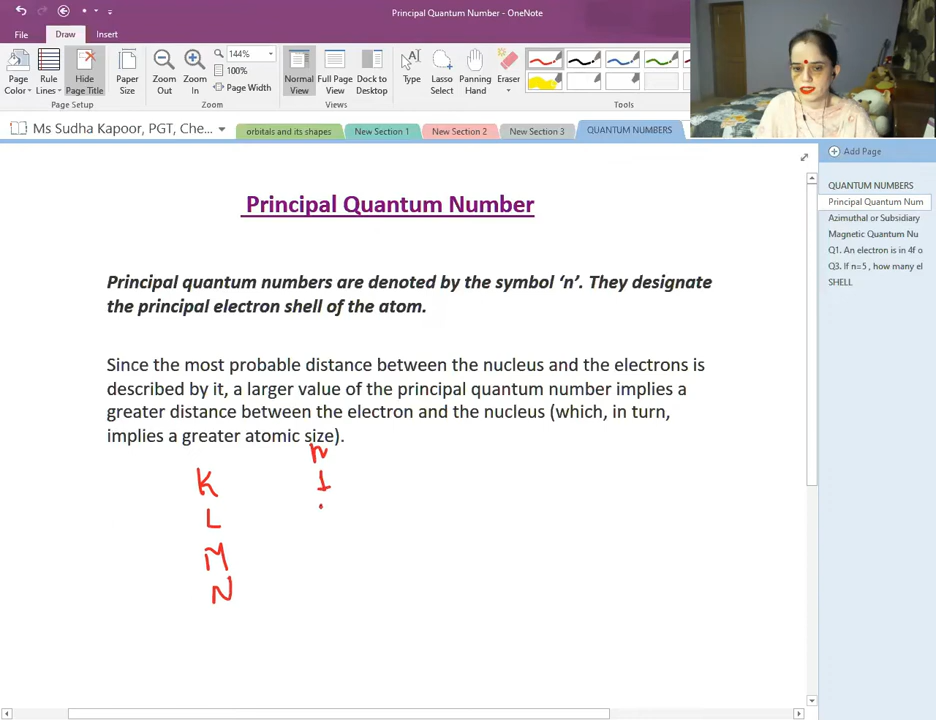 Principal Quantum Number - OneNote
File Draw Insert
Page Color Rule Lines Hide Page Title
Page Setup
Paper Size
Zoom Out Zoom In 144% 100% Page Width
Zoom
Normal View Full Page View Dock to Desktop
Views
Type Lasso Select Panning Hand Eraser
Tools
Ms Sudha Kapoor, PGT, Che... orbitals and its shapes New Section 1 New Section 2 New Section 3 QUANTUM NUMBERS
Add Page
QUANTUM NUMBERS
Principal Quantum Num
Azimuthal or Subsidiary
Magnetic Quantum Nu
Q1. An electron is in 4f o
Q3. If n=5 , how many el
SHELL
Principal Quantum Number
Principal quantum numbers are denoted by the symbol ‘n’. They designate
the principal electron shell of the atom.
Since the most probable distance between the nucleus and the electrons is
described by it, a larger value of the principal quantum number implies a
greater distance between the electron and the nucleus (which, in turn,
implies a greater atomic size).
n
K 1
L
M
N